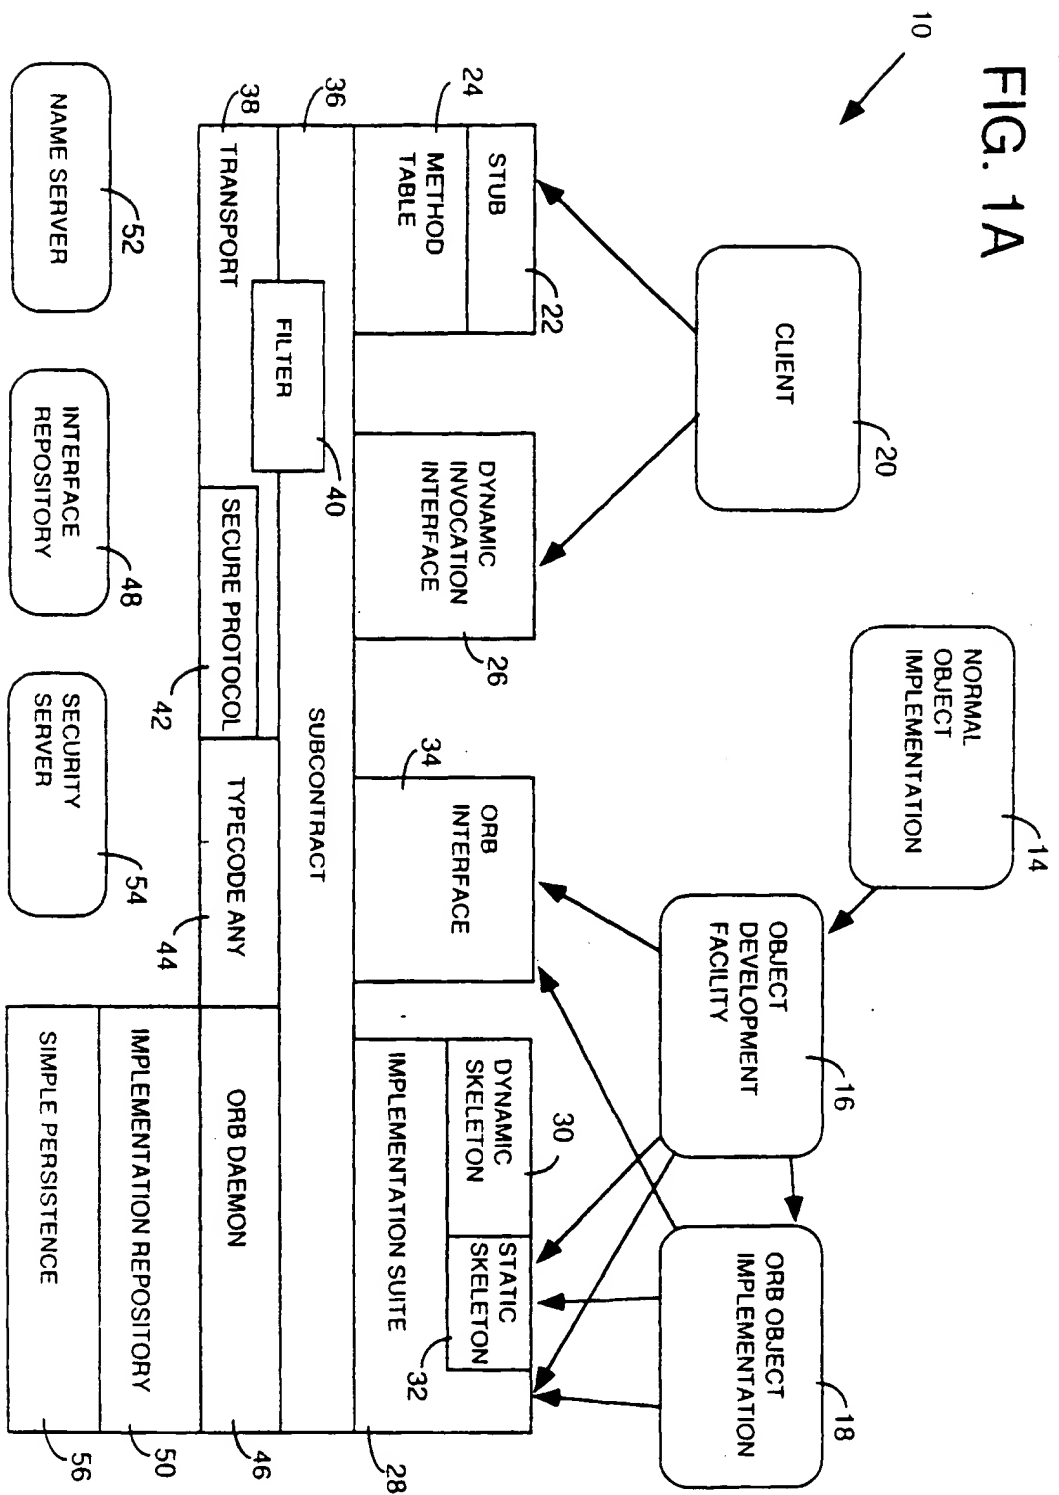 FIG. 1A
10
CLIENT
20
NORMAL
OBJECT
IMPLEMENTATION
14
OBJECT
DEVELOPMENT
FACILITY
16
ORB OBJECT
IMPLEMENTATION
18
STUB
22
24
METHOD
TABLE
DYNAMIC
INVOCATION
INTERFACE
26
34
ORB
INTERFACE
30
DYNAMIC
SKELETON
STATIC
SKELETON
32
IMPLEMENTATION SUITE
28
36
SUBCONTRACT
38
TRANSPORT
FILTER
40
SECURE PROTOCOL
42
TYPECODE ANY
44
ORB DAEMON
46
IMPLEMENTATION REPOSITORY
50
SIMPLE PERSISTENCE
56
NAME SERVER
52
INTERFACE
REPOSITORY
48
SECURITY
SERVER
54